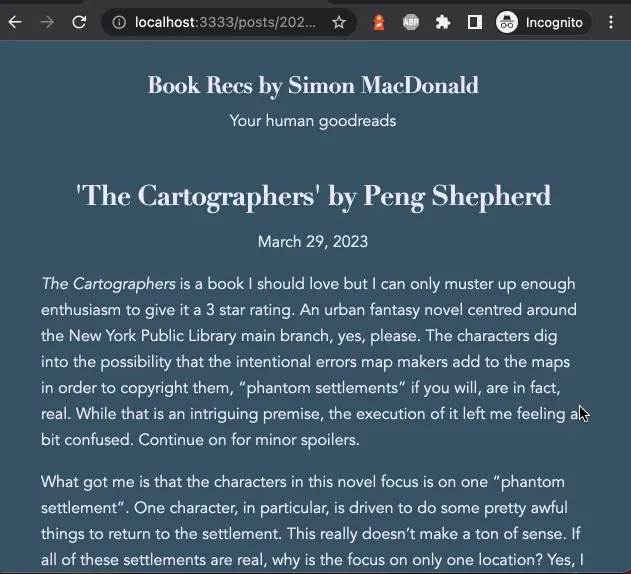 localhost:3333/posts/202...
ABP
Incognito
Book Recs by Simon MacDonald
Your human goodreads
'The Cartographers' by Peng Shepherd
March 29, 2023
The Cartographers is a book I should love but I can only muster up enough
enthusiasm to give it a 3 star rating. An urban fantasy novel centred around
the New York Public Library main branch, yes, please. The characters dig
into the possibility that the intentional errors map makers add to the maps
in order to copyright them, “phantom settlements” if you will, are in fact,
real. While that is an intriguing premise, the execution of it left me feeling a
bit confused. Continue on for minor spoilers.
What got me is that the characters in this novel focus is on one “phantom
settlement”. One character, in particular, is driven to do some pretty awful
things to return to the settlement. This really doesn’t make a ton of sense. If
all of these settlements are real, why is the focus on only one location? Yes, I